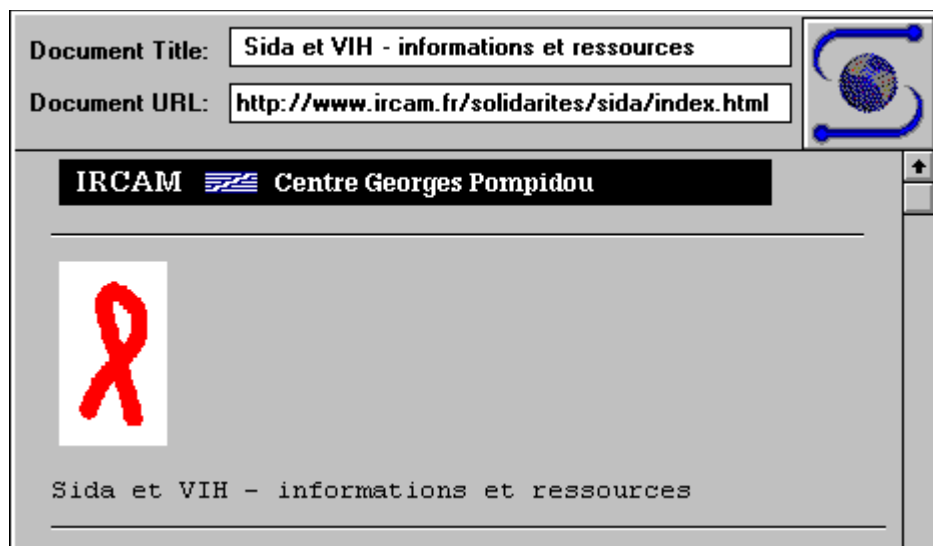 Document Title: Sida et VIH - informations et ressources
Document URL: http://www.ircam.fr/solidarites/sida/index.html
IRCAM Centre Georges Pompidou
Sida et VIH - informations et ressources